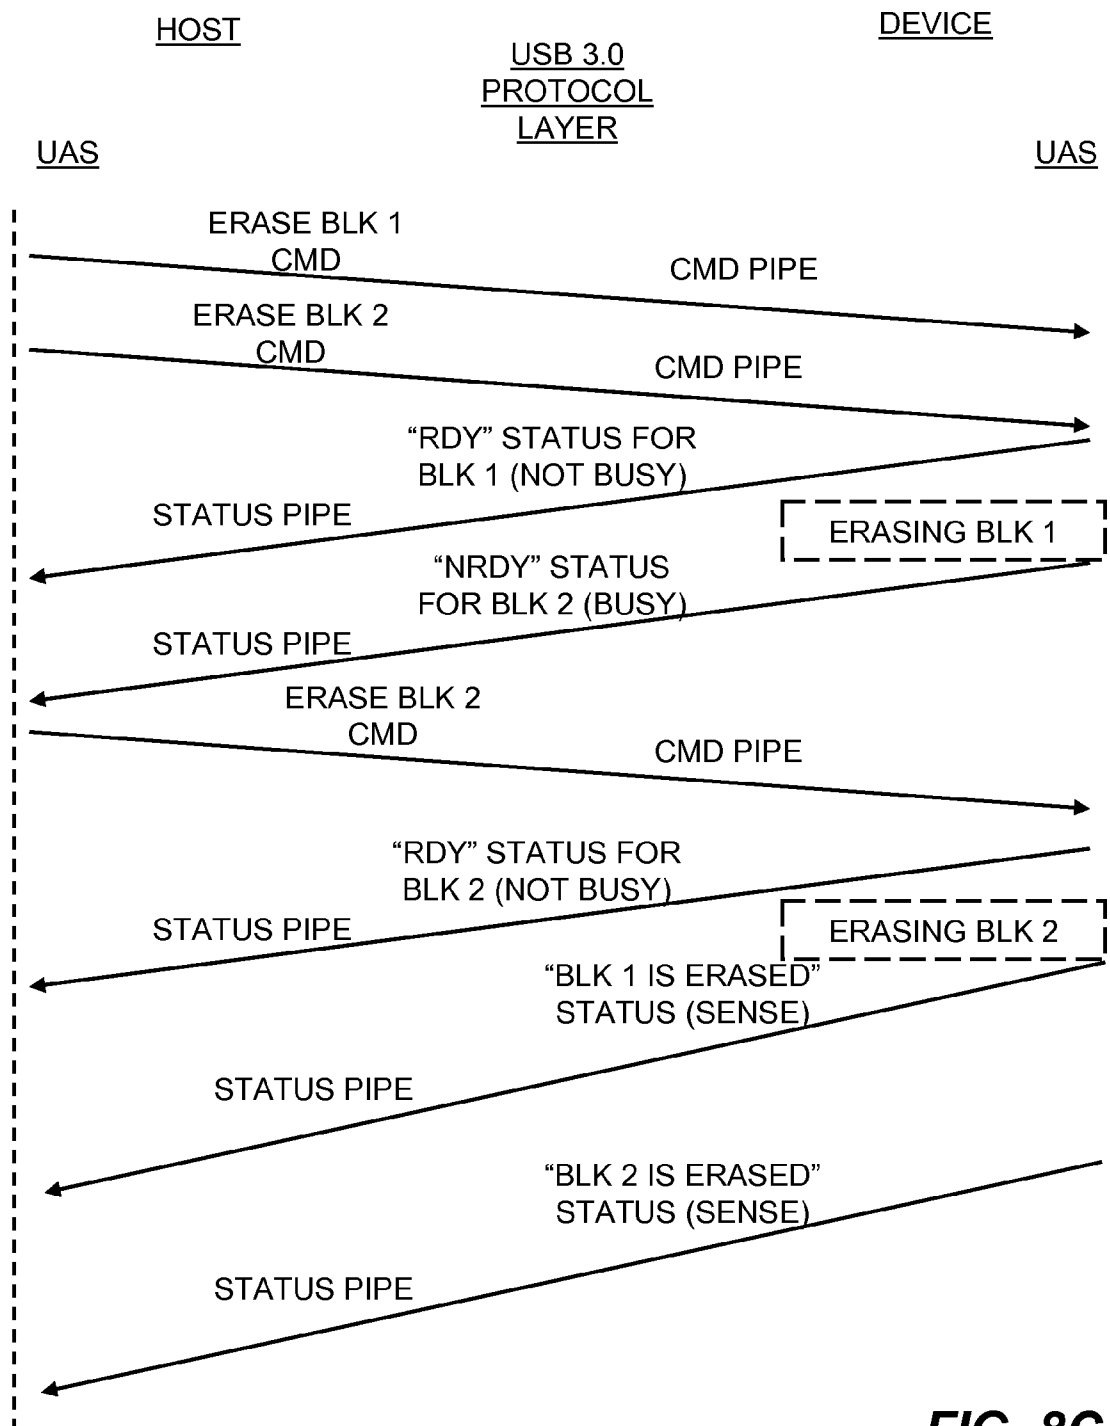 HOST
DEVICE
USB 3.0
PROTOCOL
LAYER
UAS
UAS
ERASE BLK 1
CMD
CMD PIPE
ERASE BLK 2
CMD
CMD PIPE
“RDY” STATUS FOR
BLK 1 (NOT BUSY)
STATUS PIPE
ERASING BLK 1
“NRDY” STATUS
FOR BLK 2 (BUSY)
STATUS PIPE
ERASE BLK 2
CMD
CMD PIPE
“RDY” STATUS FOR
BLK 2 (NOT BUSY)
STATUS PIPE
ERASING BLK 2
“BLK 1 IS ERASED”
STATUS (SENSE)
STATUS PIPE
“BLK 2 IS ERASED”
STATUS (SENSE)
STATUS PIPE
FIG.